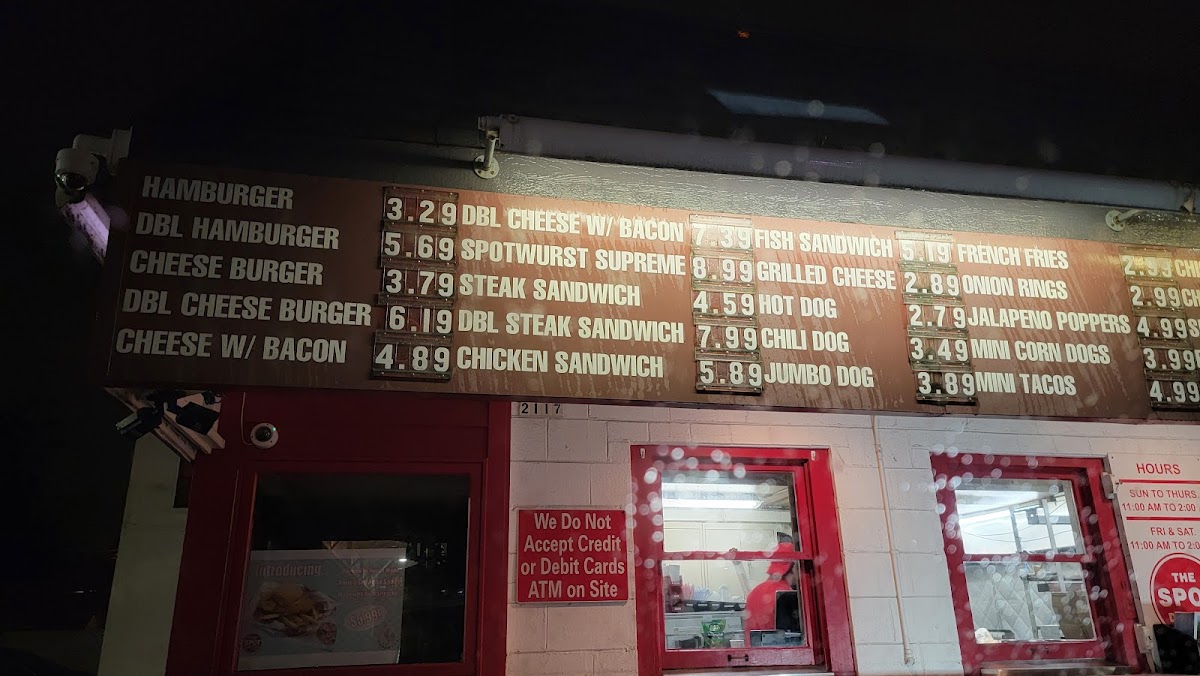 HAMBURGER 3.29
DBL HAMBURGER 5.69
CHEESE BURGER 3.79
DBL CHEESE BURGER 6.19
CHEESE W/ BACON 4.89
DBL CHEESE W/ BACON 7.39
SPOTWURST SUPREME 8.99
STEAK SANDWICH 4.59
DBL STEAK SANDWICH 7.99
CHICKEN SANDWICH 5.89
FISH SANDWICH 5.19
GRILLED CHEESE 2.89
HOT DOG 2.79
CHILI DOG 3.49
JUMBO DOG 3.89
FRENCH FRIES 2.99
ONION RINGS 2.99
JALAPENO POPPERS 4.99
MINI CORN DOGS 3.99
MINI TACOS 4.99
2117
introducing
We Do Not
Accept Credit
or Debit Cards
ATM on Site
HOURS
SUN TO THURS
11:00 AM TO 2:00
FRI & SAT
11:00 AM TO 2:0
THE
SPO